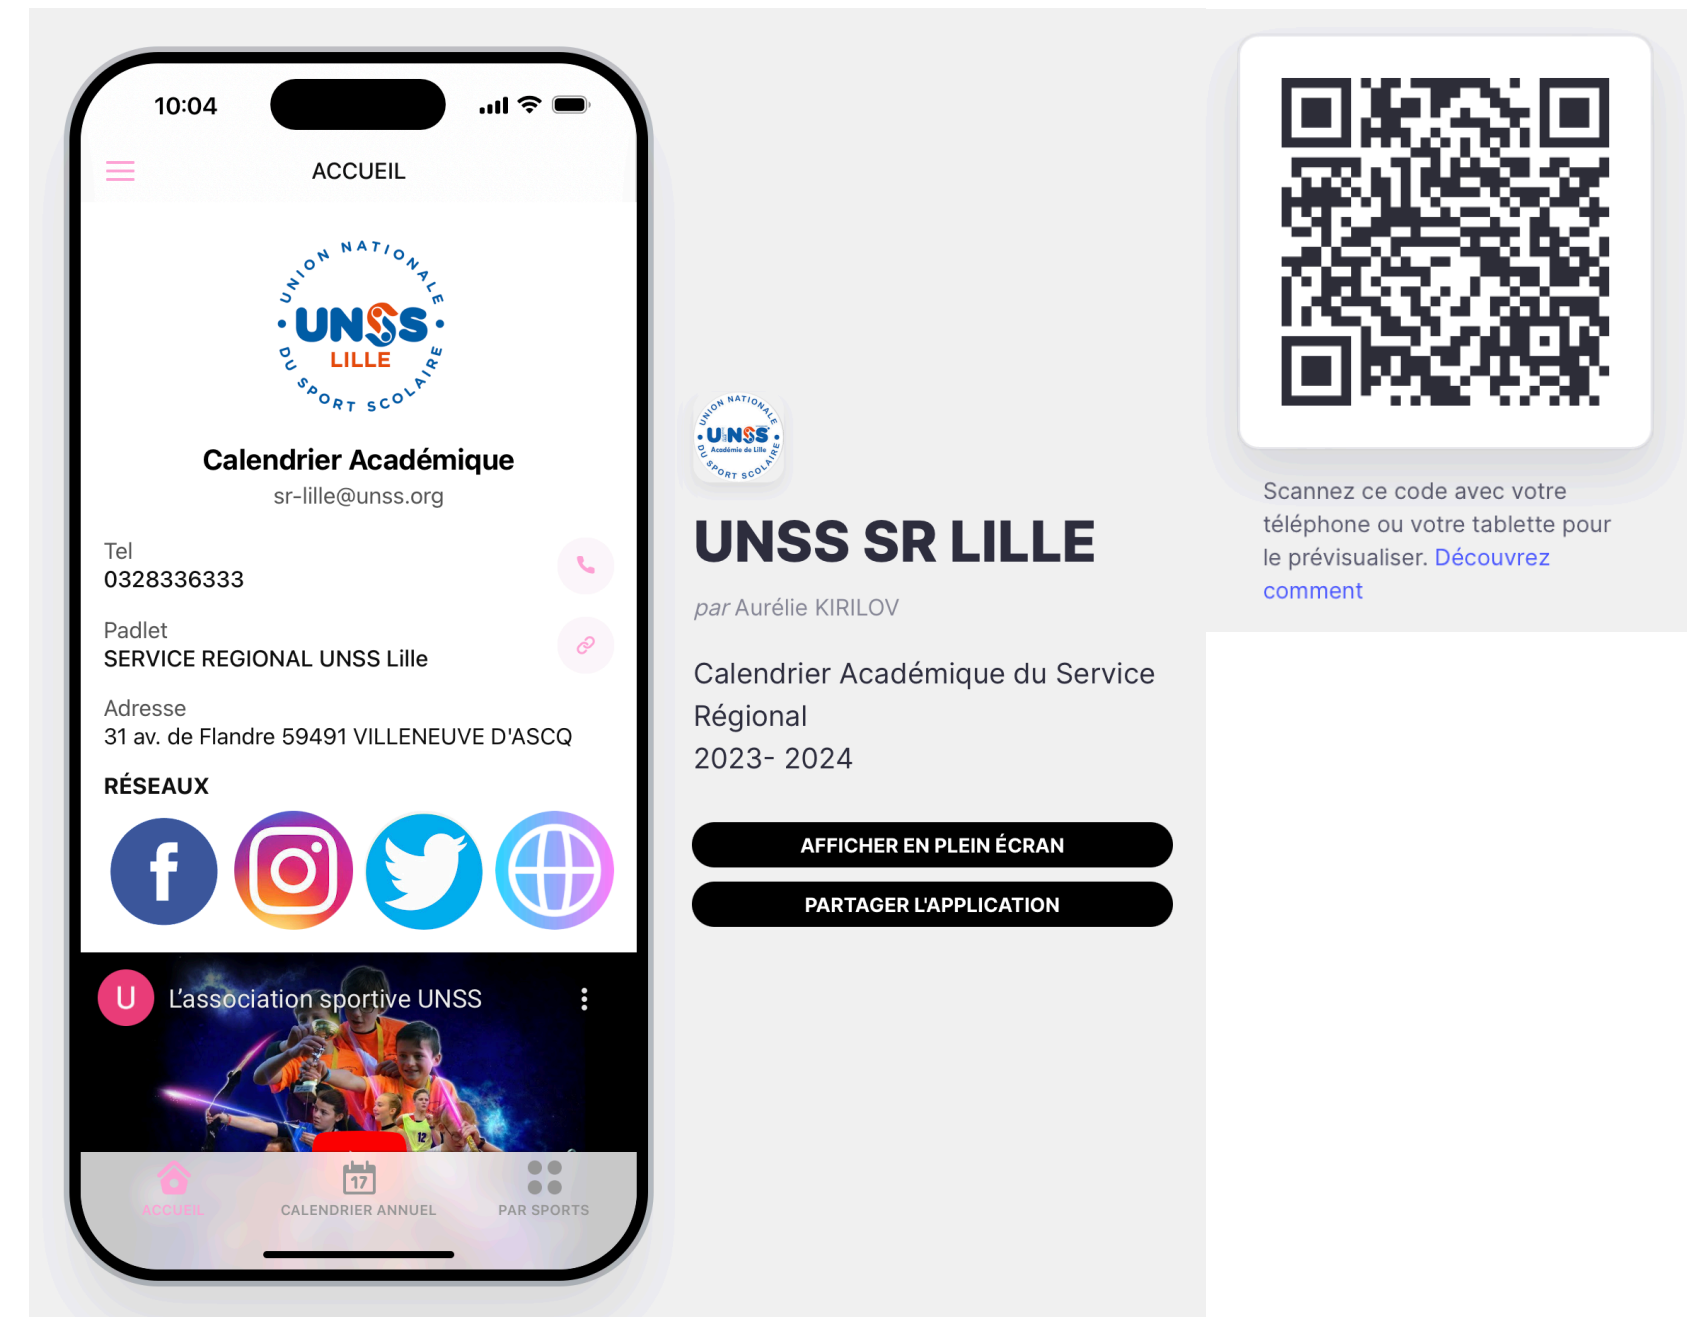 10:04
ACCUEIL
UNION NATIONALE
UNSS
LILLE
DU SPORT SCOLAIRE
Calendrier Académique
sr-lille@unss.org
Tel
0328336333
Padlet
SERVICE REGIONAL UNSS Lille
Adresse
31 av. de Flandre 59491 VILLENEUVE D'ASCQ
RÉSEAUX
U
L'association sportive UNSS
12
17
ACCUEIL
CALENDRIER ANNUEL
PAR SPORTS
UNION NATIONALE
UNSS
Académie de Lille
DU SPORT SCOLAIRE
UNSS SR LILLE
par Aurélie KIRILOV
Calendrier Académique du Service
Régional
2023- 2024
AFFICHER EN PLEIN ÉCRAN
PARTAGER L'APPLICATION
Scannez ce code avec votre
téléphone ou votre tablette pour
le prévisualiser. Découvrez
comment